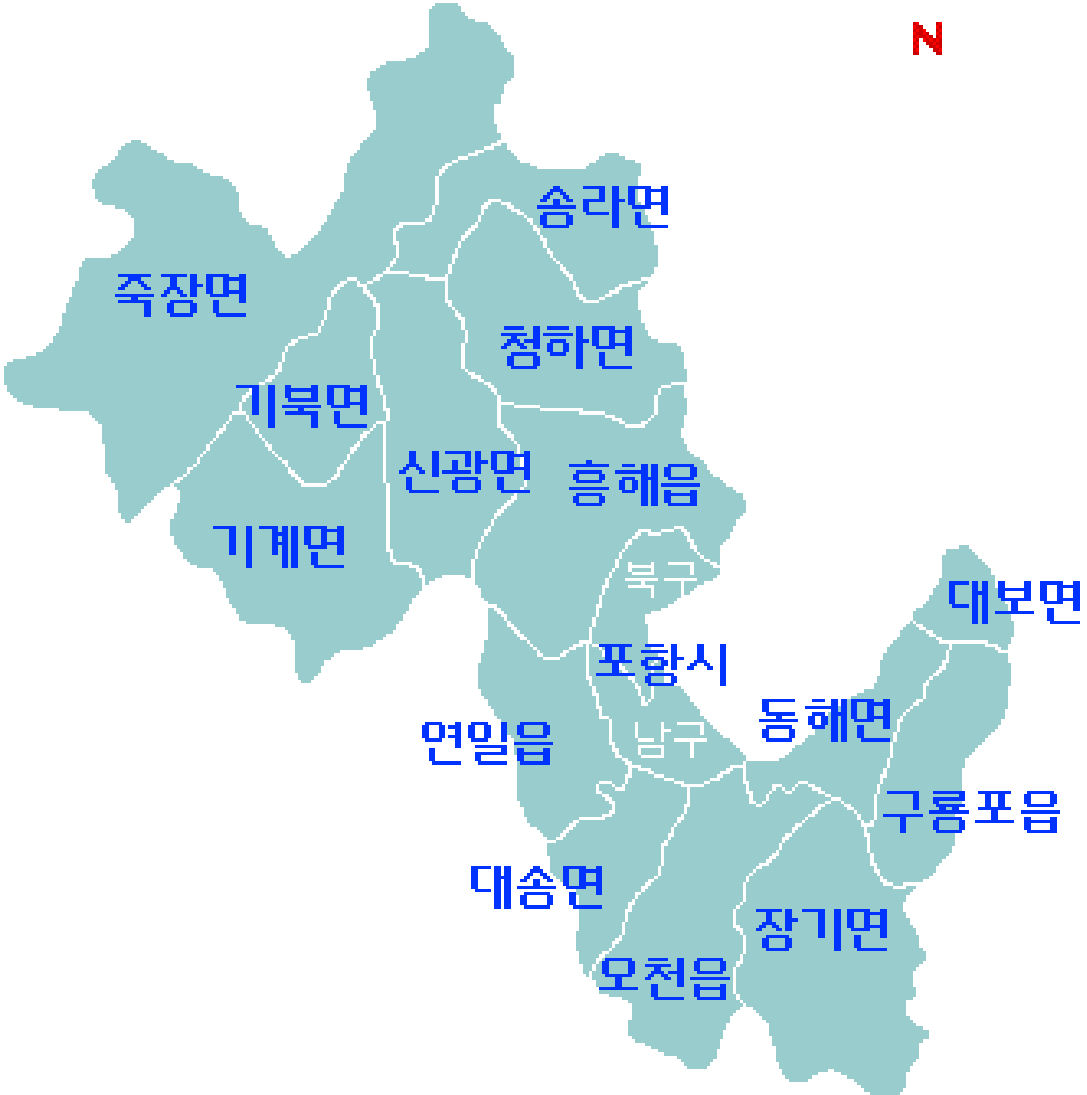 N
송라면
죽장면
청하면
기북면
신광면
흥해읍
기계면
북구
대보면
포항시
동해면
연일읍
남구
구룡포읍
대송면
장기면
오천읍